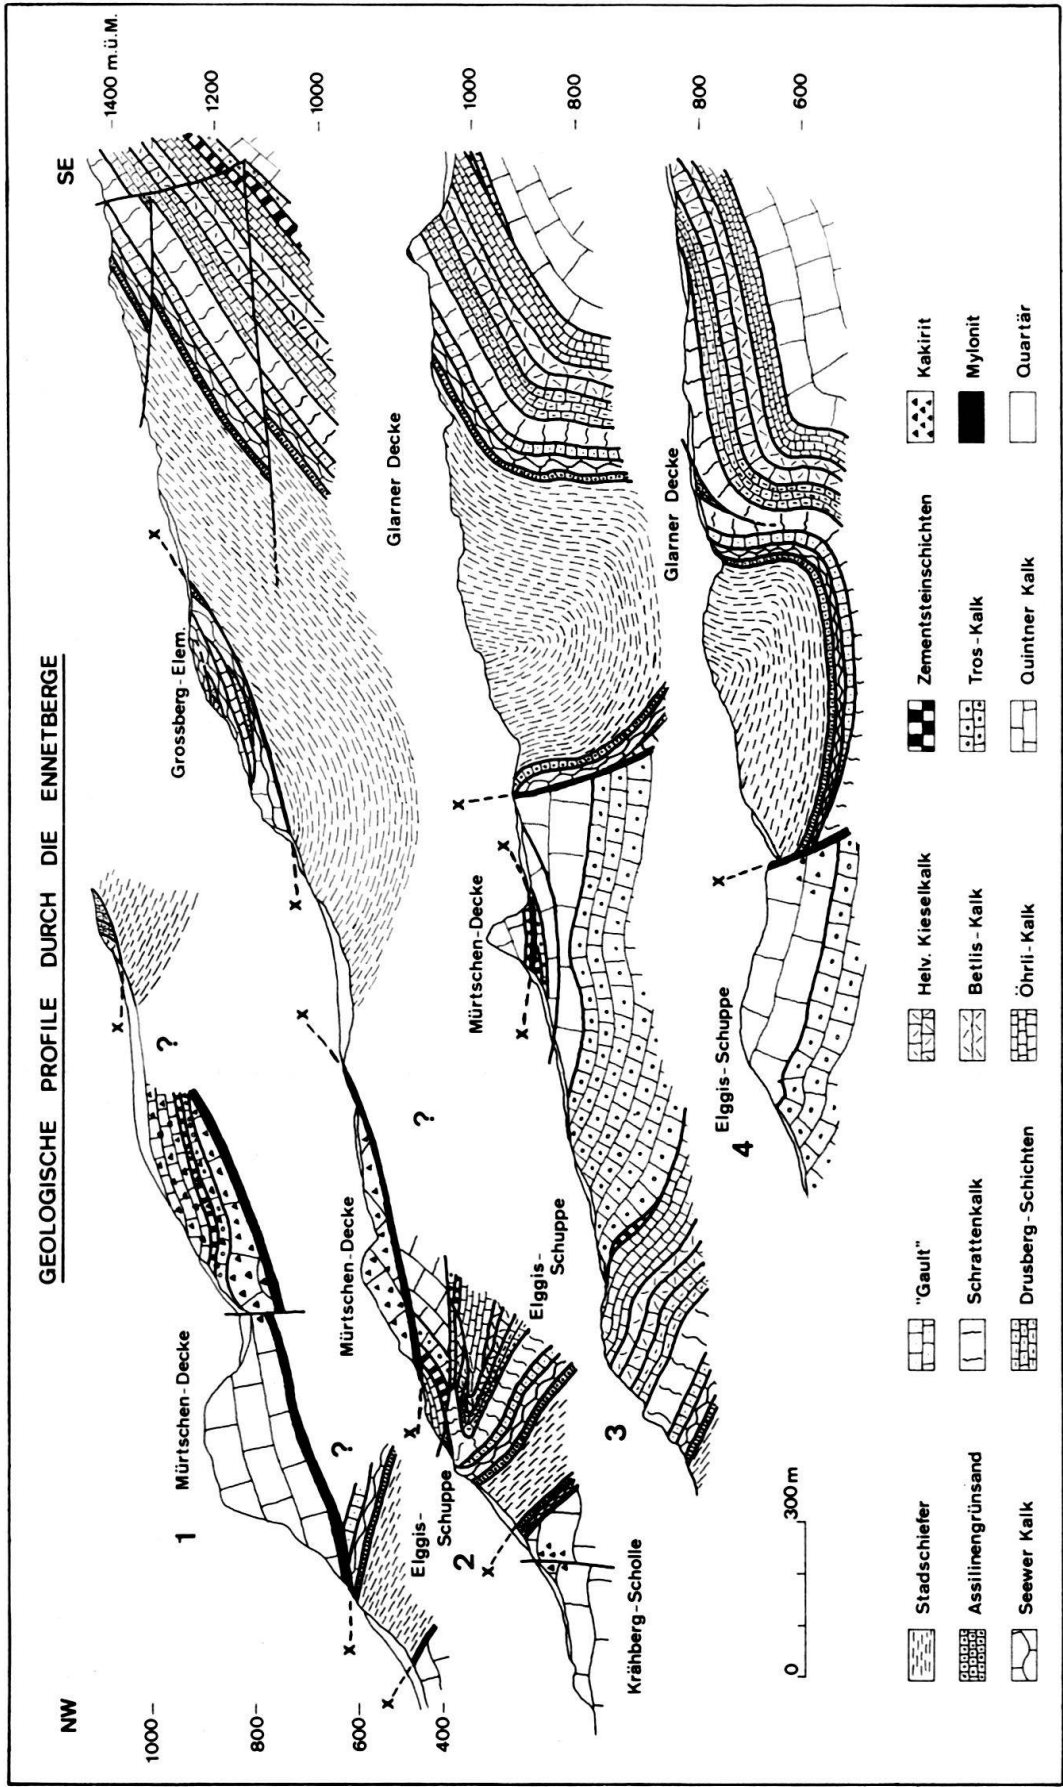 GEOLOGISCHE PROFILE DURCH DIE ENNETBERGE
NW
SE
1400 m.ü.M.
1200
1000
1000
800
600
400
1
Mürtschen-Decke
?
?
x
x
x
Grossberg-Elem.
x
x
x
Elggis-
Schuppe
2
Mürtschen-Decke
?
x
x
Krähberg-Scholle
Elggis-
Schuppe
Glarner Decke
1000
800
3
Mürtschen-Decke
x
x
x
Glarner Decke
800
600
4
Elggis-Schuppe
x
0
300 m
Stadschiefer
"Gault"
Helv. Kieselkalk
Zementsteinschichten
Kakirit
Assilinengrünsand
Schrattenkalk
Betlis-Kalk
Tros-Kalk
Mylonit
Seewer Kalk
Drusberg-Schichten
Öhrli-Kalk
Quintner Kalk
Quartär